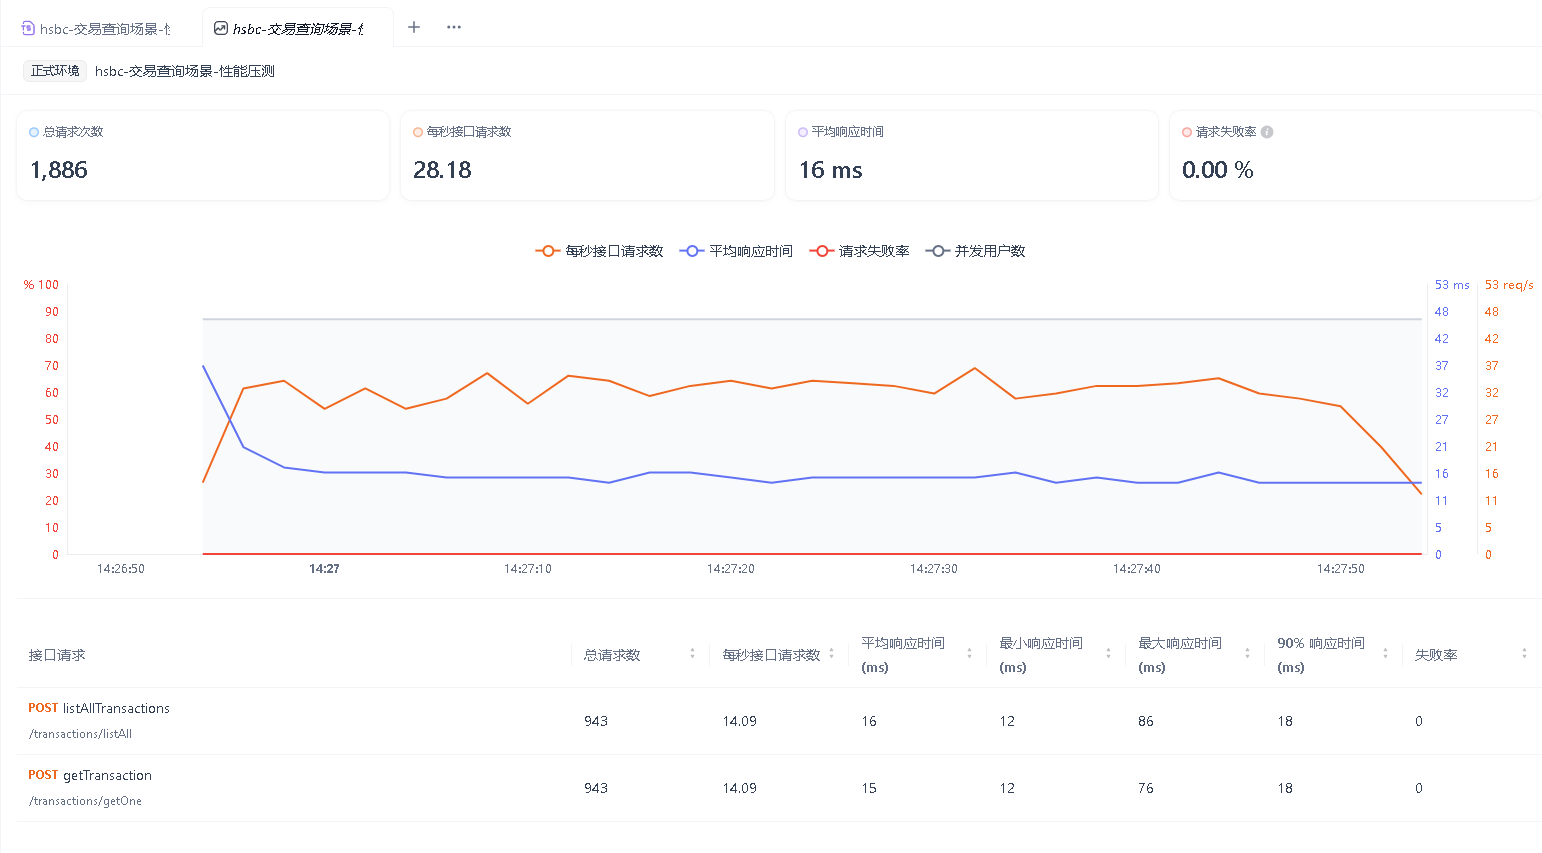 hsbc-交易查询场景-性
hsbc-交易查询场景-性
正式环境 hsbc-交易查询场景-性能压测
总请求次数
1,886
每秒接口请求数
28.18
平均响应时间
16 ms
请求失败率
0.00 %
每秒接口请求数 平均响应时间 请求失败率 并发用户数
% 100
90
80
70
60
50
40
30
20
10
0
53 ms
48
42
37
32
27
21
16
11
5
0
53 req/s
48
42
37
32
27
21
16
11
5
0
14:26:50 14:27 14:27:10 14:27:20 14:27:30 14:27:40 14:27:50
接口请求 总请求数 每秒接口请求数 平均响应时间 (ms) 最小响应时间 (ms) 最大响应时间 (ms) 90% 响应时间 (ms) 失败率
POST listAllTransactions 943 14.09 16 12 86 18 0
/transactions/listAll
POST getTransaction 943 14.09 15 12 76 18 0
/transactions/getOne